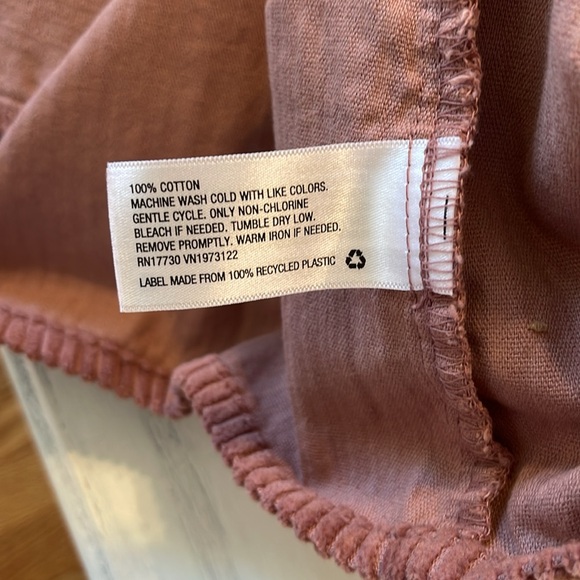 100% COTTON
MACHINE WASH COLD WITH LIKE COLORS.
GENTLE CYCLE. ONLY NON-CHLORINE
BLEACH IF NEEDED. TUMBLE DRY LOW.
REMOVE PROMPTLY. WARM IRON IF NEEDED.
RN17730 VN1973122
LABEL MADE FROM 100% RECYCLED PLASTIC